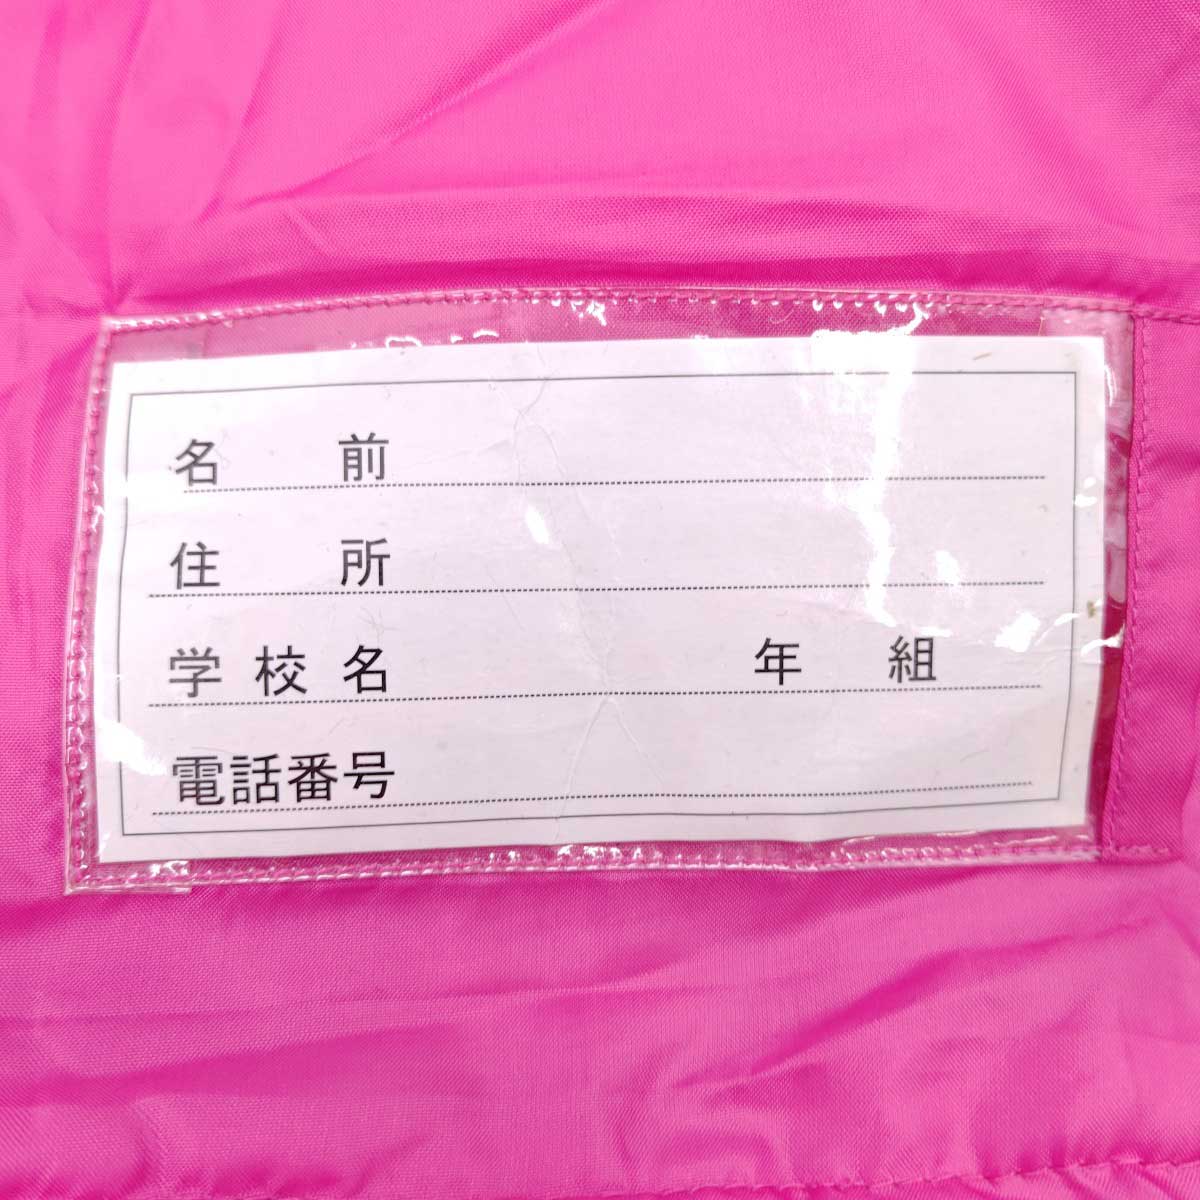 名前
住所
学校名 年 組
電話番号